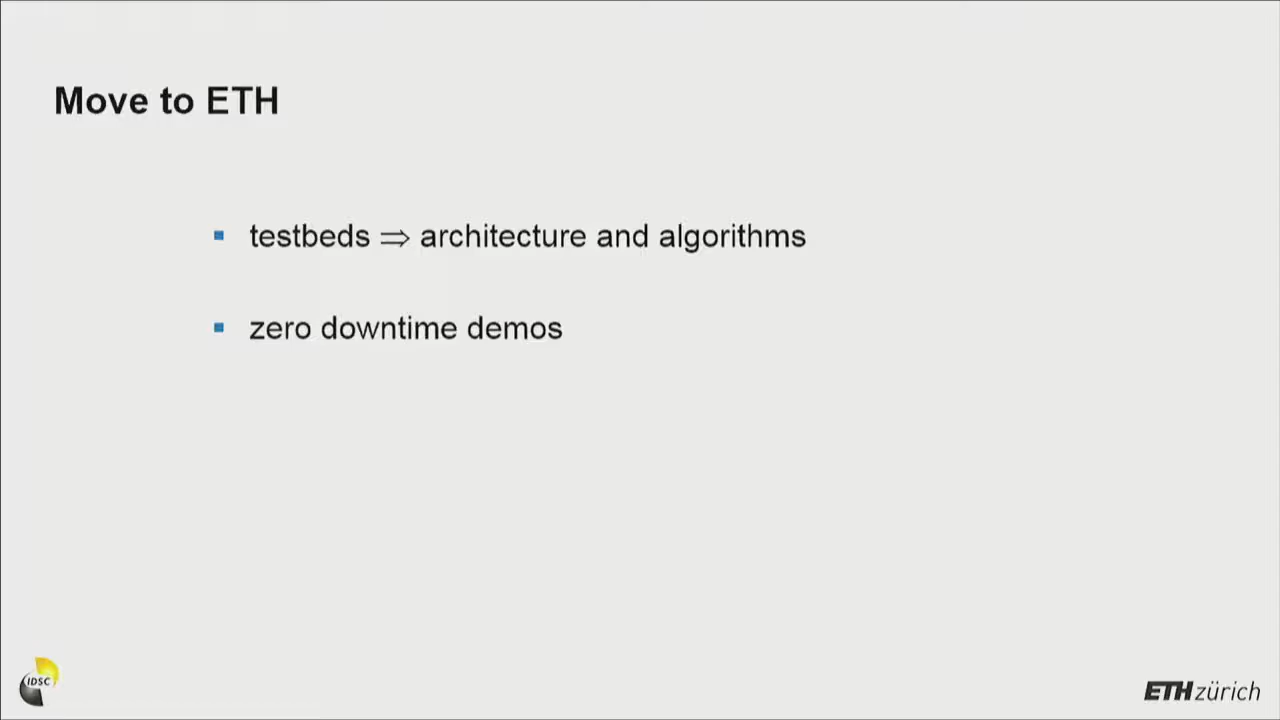 Move to ETH
testbeds ⇒ architecture and algorithms
zero downtime demos
IDSC
ETH zürich